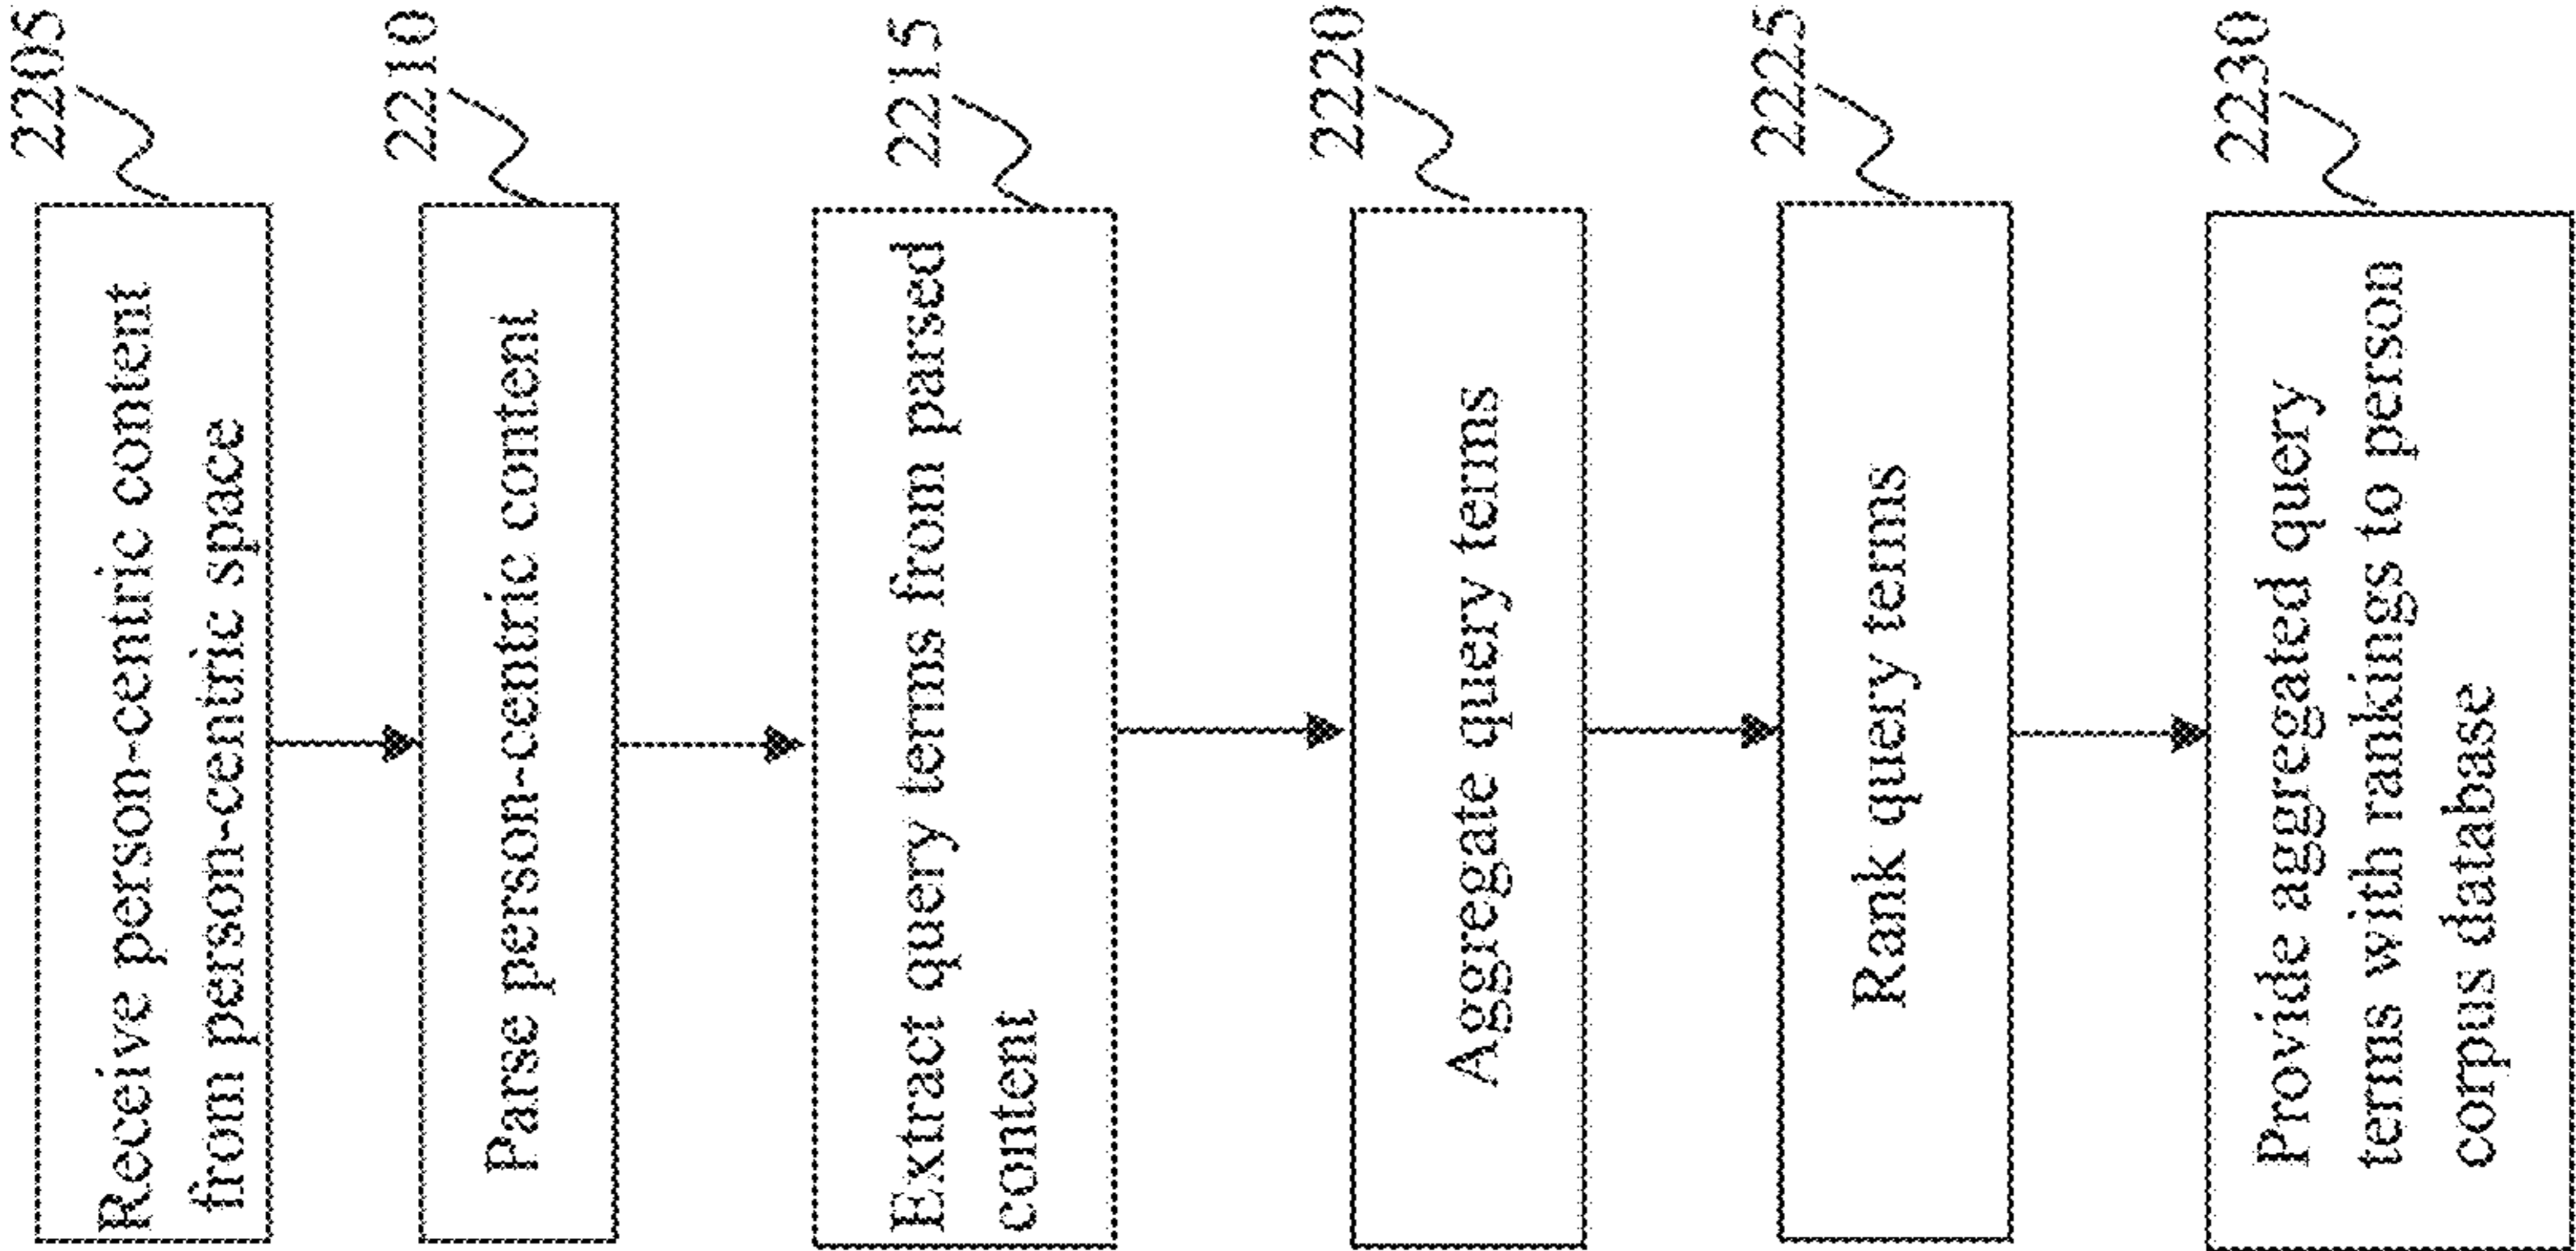 Receive person-centric content
from person-centric space
2205
Parse person-centric content
2210
Extract query terms from parsed
content
2215
Aggregate query terms
2220
Rank query terms
2225
Provide aggregated query
terms with rankings to person
corpus database
2230